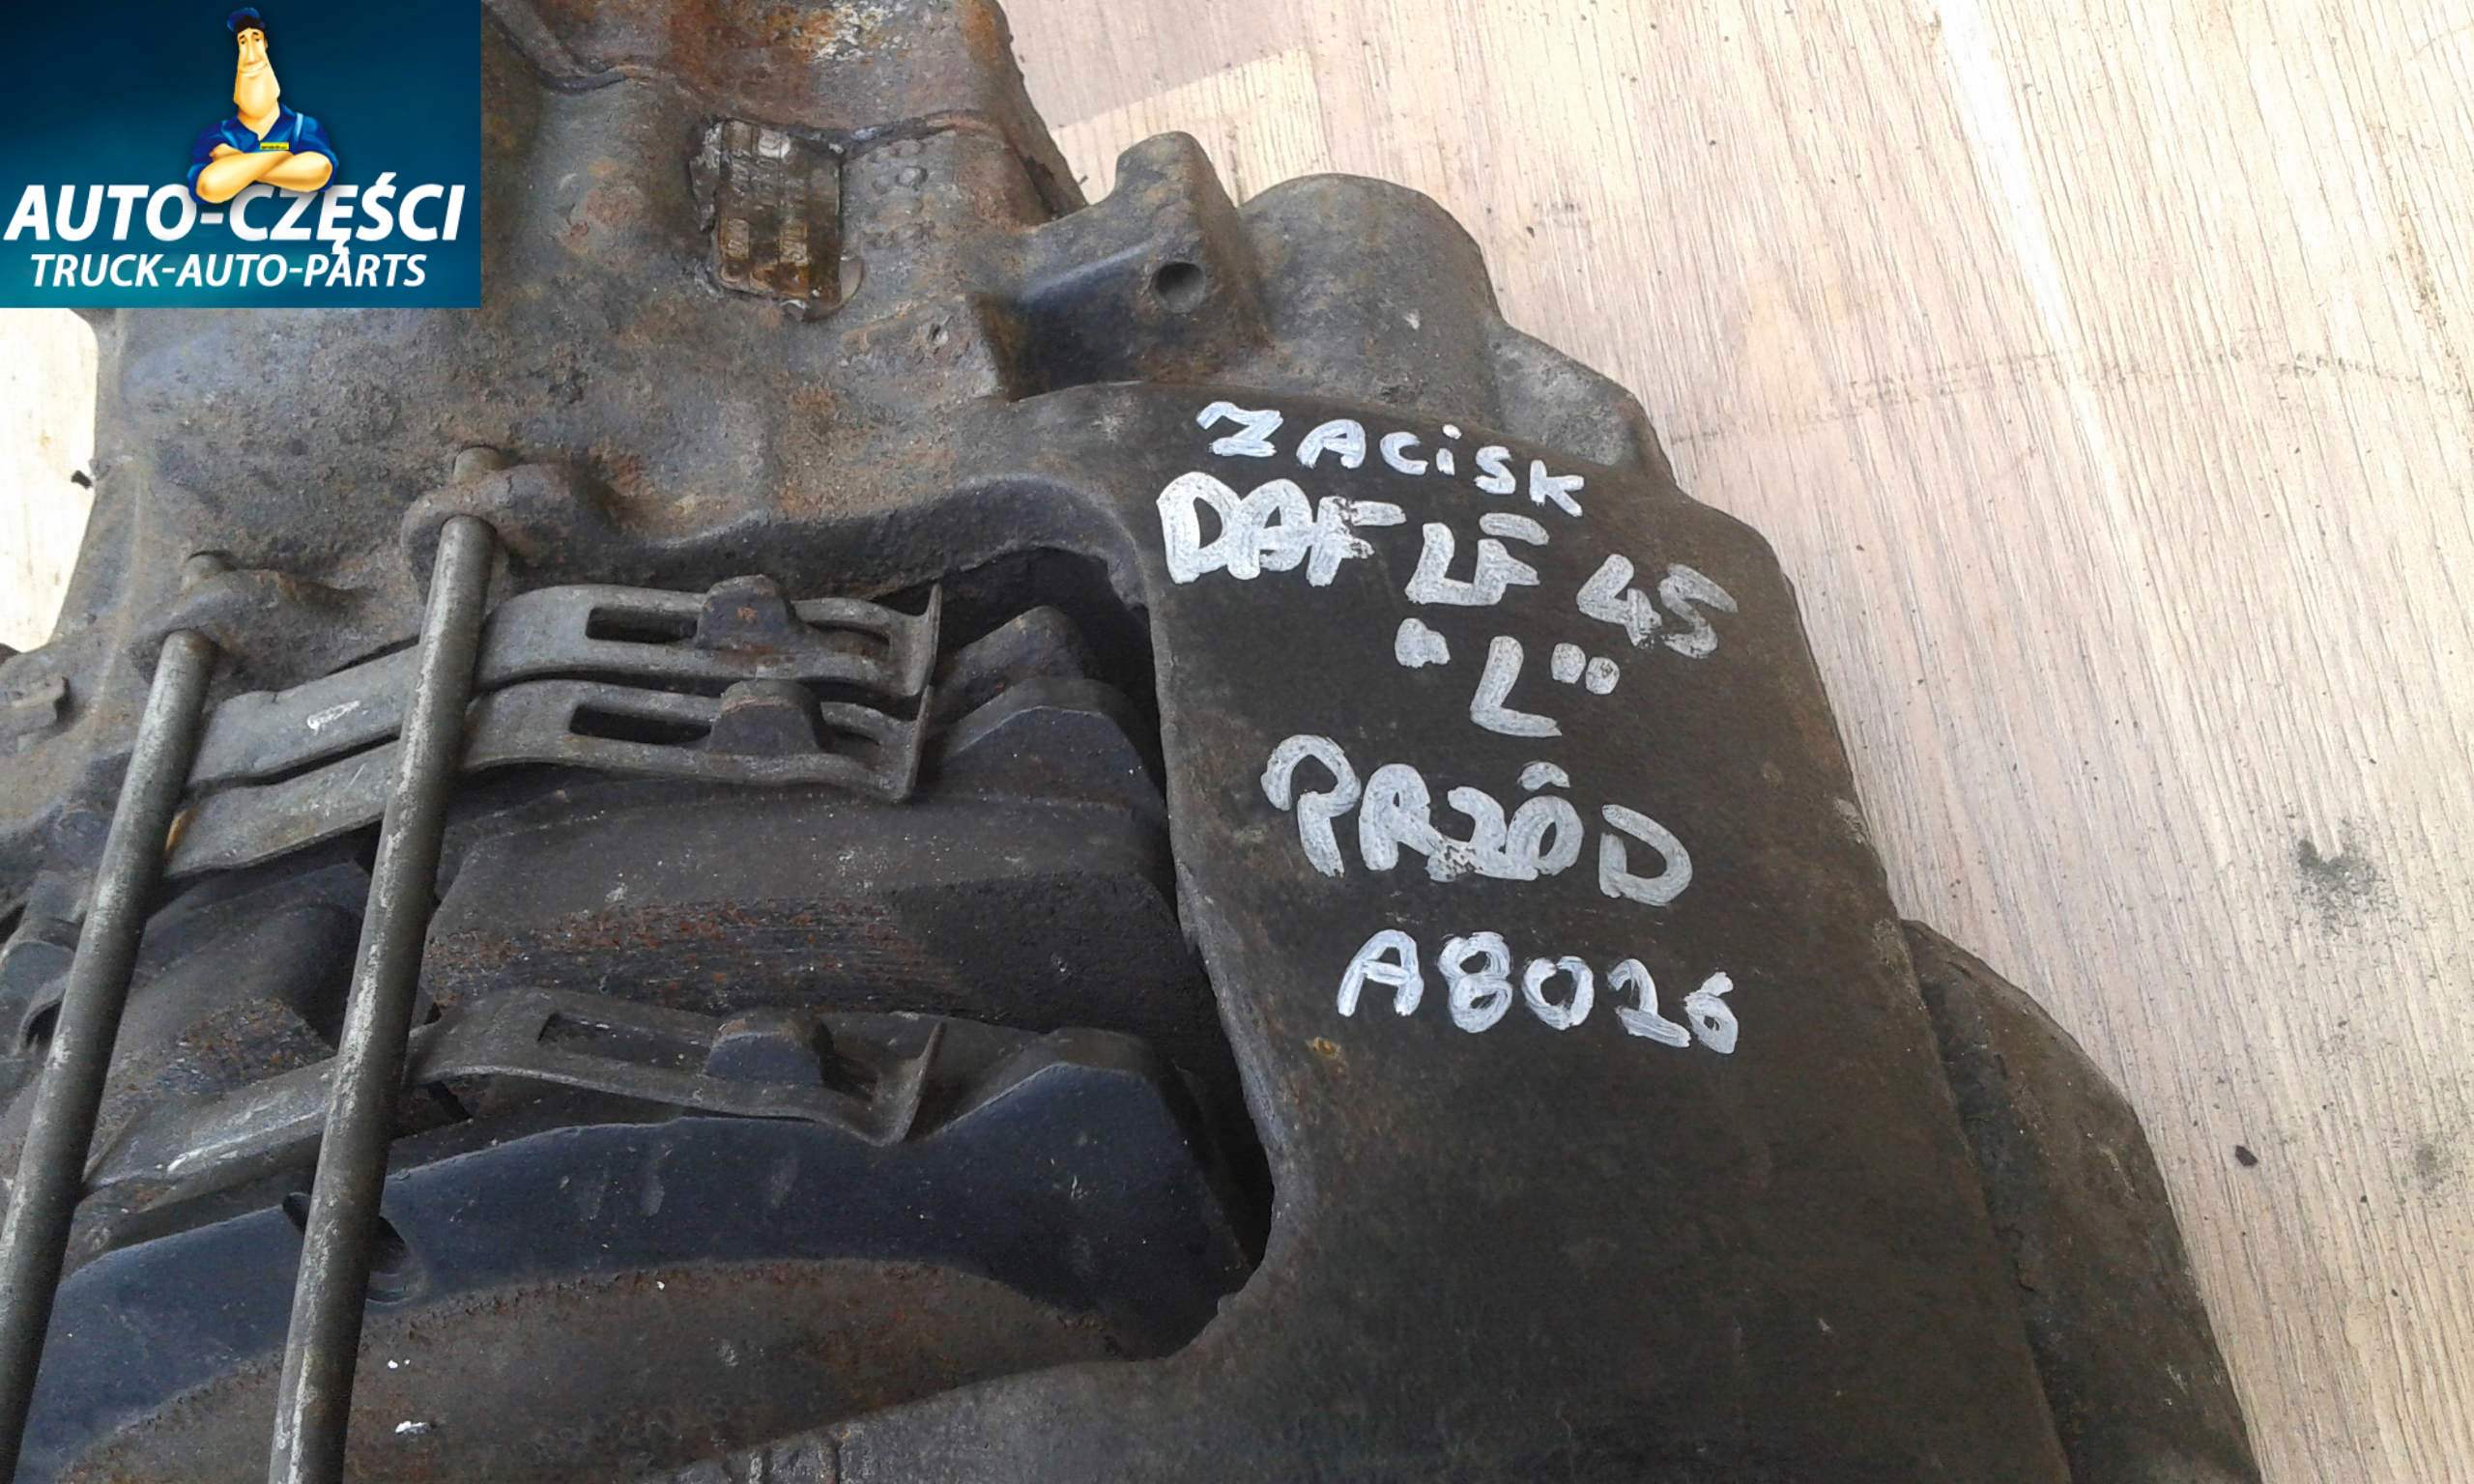 AUTO-CZĘŚCI
TRUCK-AUTO-PARTS
ZACiSK
DAF LF 45
"L"
PRZÓD
A8026